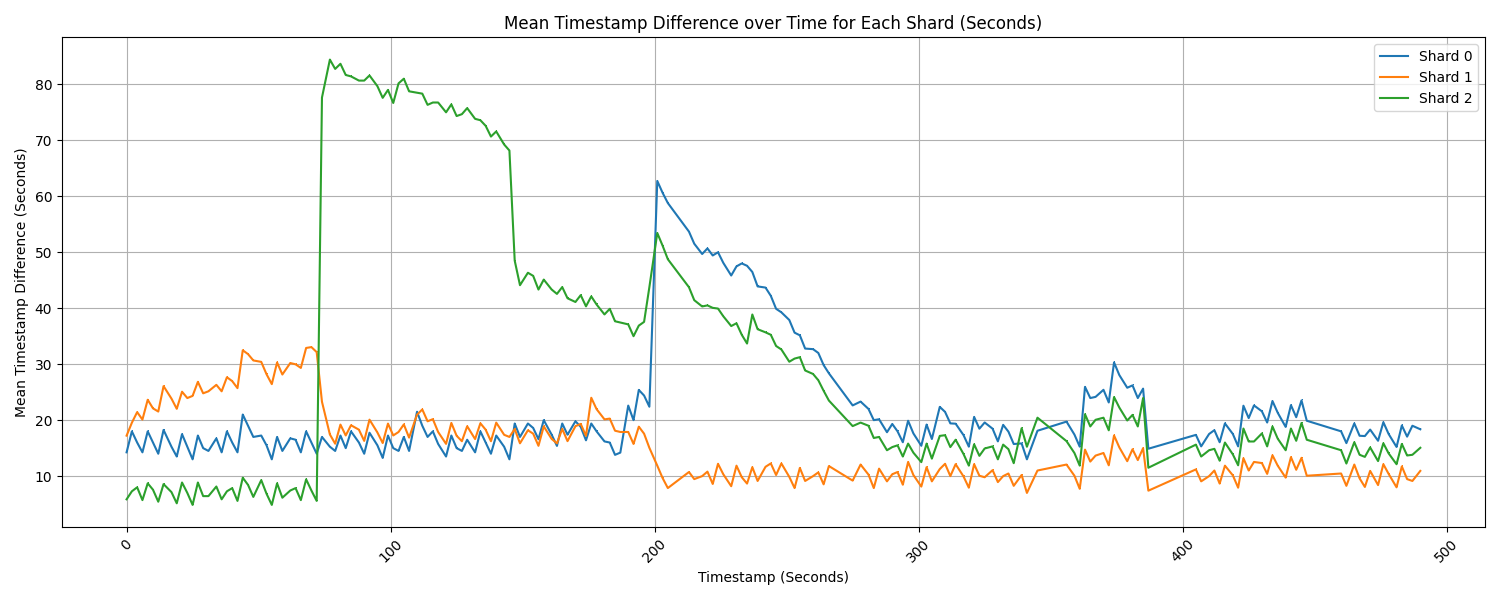 Mean Timestamp Difference over Time for Each Shard (Seconds)
Shard 0
Shard 1
Shard 2
Mean Timestamp Difference (Seconds)
80
70
60
50
40
30
20
10
0
100
200
300
400
500
Timestamp (Seconds)